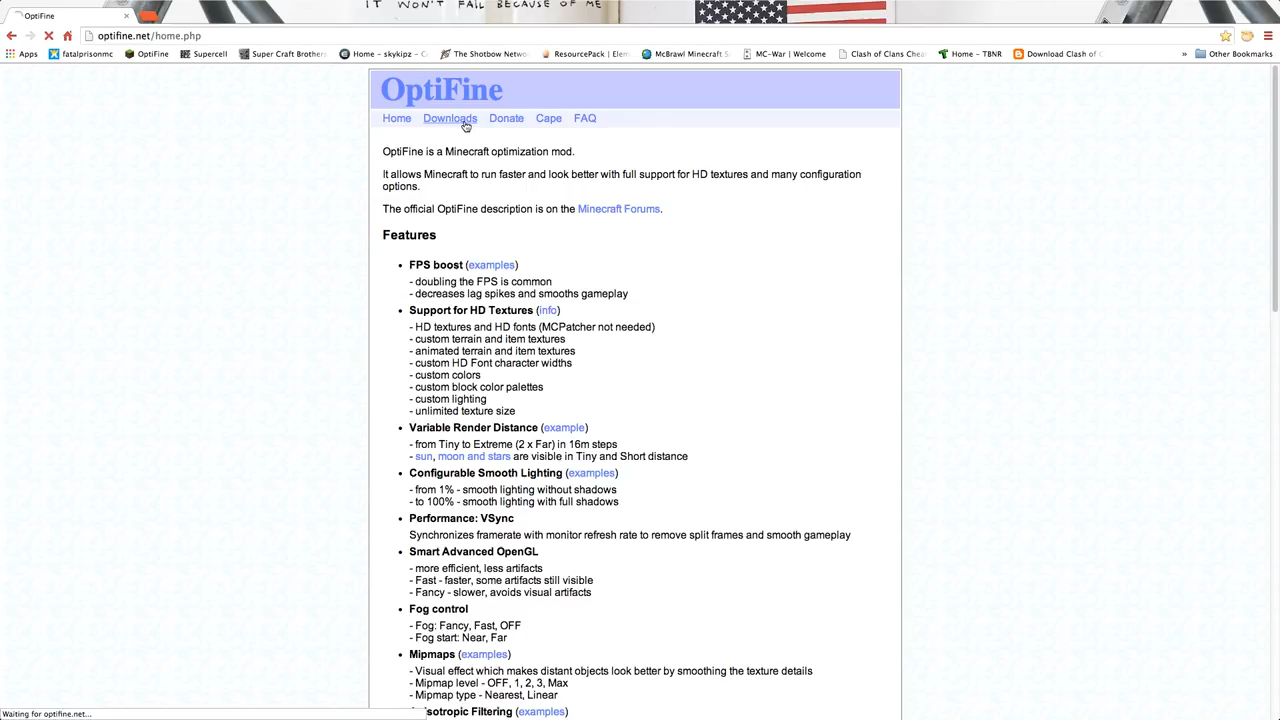 IT WON'T FAIL BECAUSE OF ME
OptiFine
optifine.net/home.php
Apps fatalprisonmc OptiFine Supercell Super Craft Brothers Home - skykipz - The Shotbow Netwo ResourcePack | Elem McBrawl Minecraft S MC-War | Welcome Clash of Clans Cheat Home - TBNR Download Clash of C » Other Bookmarks
OptiFine
Home Downloads Donate Cape FAQ
OptiFine is a Minecraft optimization mod.
It allows Minecraft to run faster and look better with full support for HD textures and many configuration
options.
The official OptiFine description is on the Minecraft Forums.
Features
• FPS boost (examples)
- doubling the FPS is common
- decreases lag spikes and smooths gameplay
• Support for HD Textures (info)
- HD textures and HD fonts (MCPatcher not needed)
- custom terrain and item textures
- animated terrain and item textures
- custom HD Font character widths
- custom colors
- custom block color palettes
- custom lighting
- unlimited texture size
• Variable Render Distance (example)
- from Tiny to Extreme (2 x Far) in 16m steps
- sun, moon and stars are visible in Tiny and Short distance
• Configurable Smooth Lighting (examples)
- from 1% - smooth lighting without shadows
- to 100% - smooth lighting with full shadows
• Performance: VSync
Synchronizes framerate with monitor refresh rate to remove split frames and smooth gameplay
• Smart Advanced OpenGL
- more efficient, less artifacts
- Fast - faster, some artifacts still visible
- Fancy - slower, avoids visual artifacts
• Fog control
- Fog: Fancy, Fast, OFF
- Fog start: Near, Far
• Mipmaps (examples)
- Visual effect which makes distant objects look better by smoothing the texture details
- Mipmap level - OFF, 1, 2, 3, Max
- Mipmap type - Nearest, Linear
isotropic Filtering (examples)
Waiting for optifine.net...